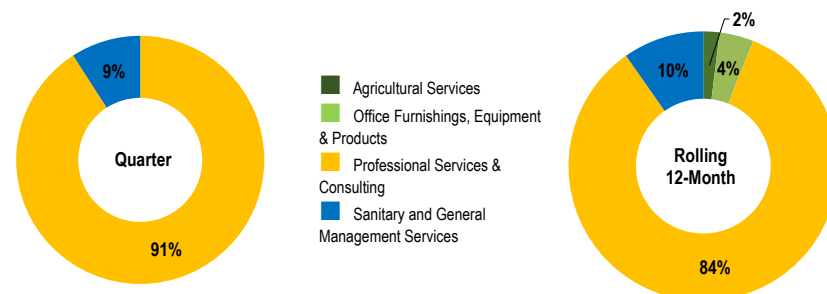 9%
Quarter
91%
Agricultural Services
Office Furnishings, Equipment
& Products
Professional Services &
Consulting
Sanitary and General
Management Services
2%
4%
10%
Rolling
12-Month
84%